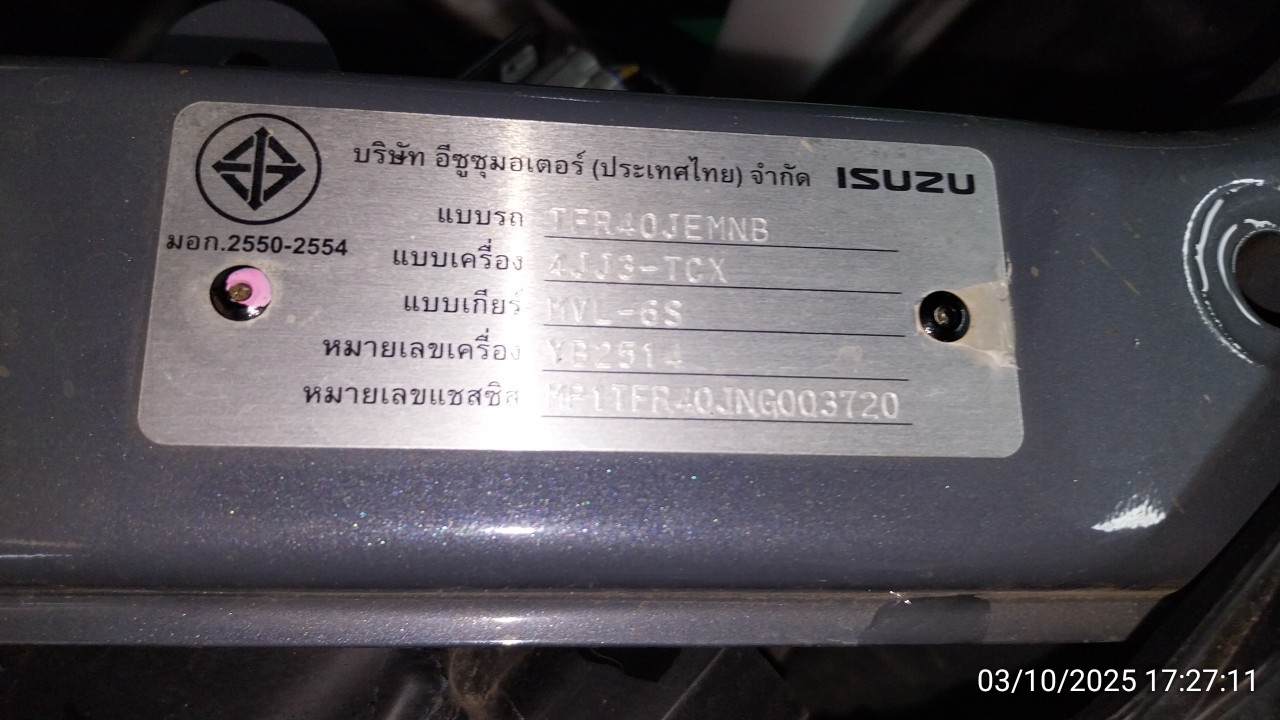 บริษัท อีซูซุมอเตอร์ (ประเทศไทย) จำกัด ISUZU
มอก.2550-2554
แบบรถ TFR40JEMNB
แบบเครื่อง 4JJ3-TCX
แบบเกียร์ MVL-6S
หมายเลขเครื่อง YB2514
หมายเลขแชสซิส MP1TFR40JNG003720
03/10/2025 17:27:11